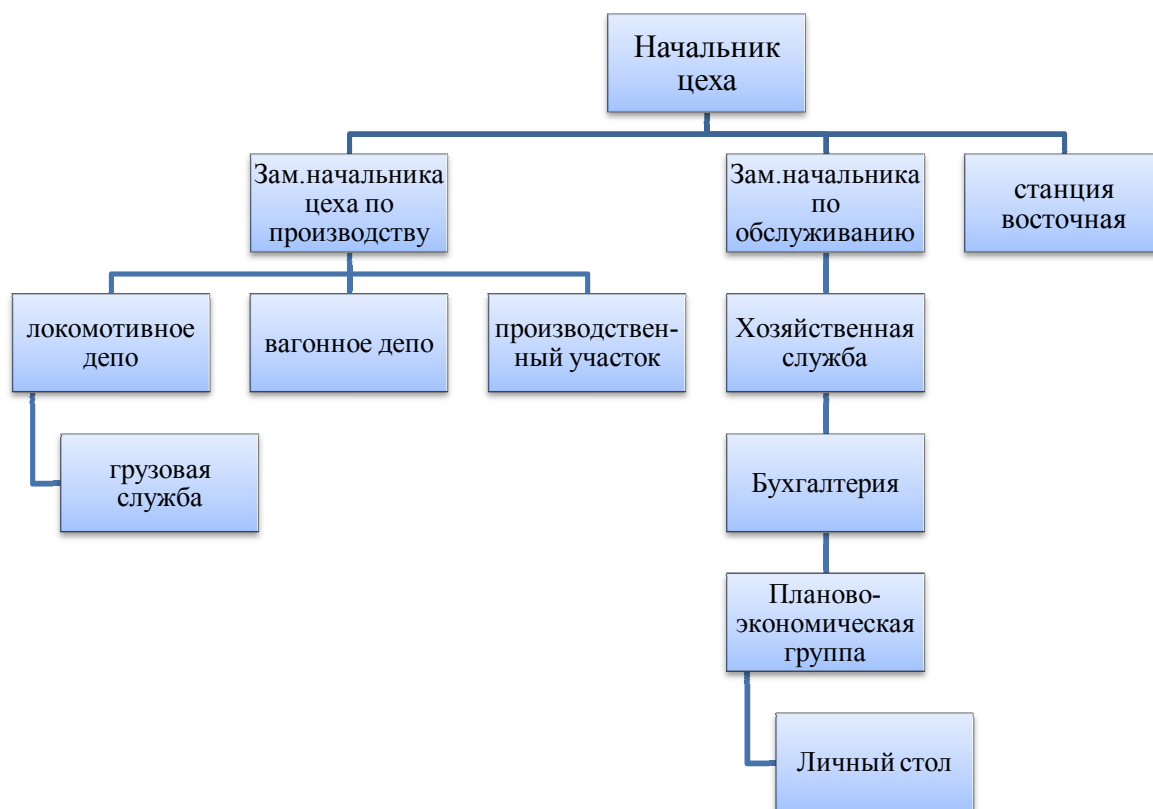 Начальник
цеха
Зам.начальника
цеха по
производству
Зам.начальника
по
обслуживанию
станция
восточная
локомотивное
депо
вагонное депо
производствен-
ный участок
Хозяйственная
служба
грузовая
служба
Бухгалтерия
Планово-
экономическая
группа
Личный стол